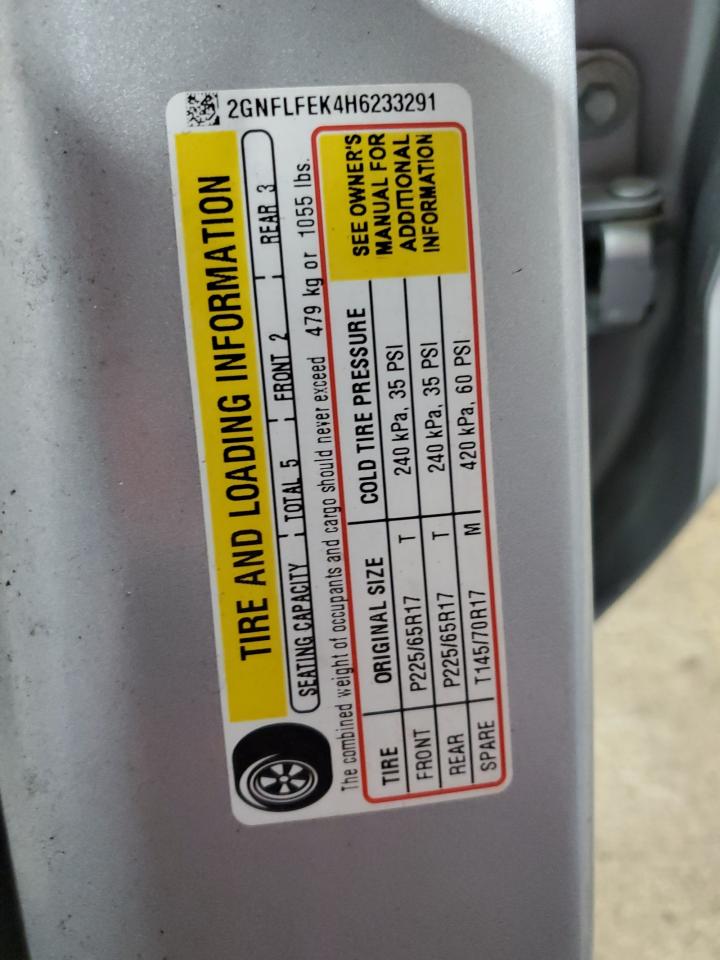 2GNFLFEK4H6233291
TIRE AND LOADING INFORMATION
SEATING CAPACITY TOTAL 5 FRONT 2 REAR 3
The combined weight of occupants and cargo should never exceed 479 kg or 1055 lbs.
TIRE ORIGINAL SIZE COLD TIRE PRESSURE
FRONT P225/65R17 T 240 kPa, 35 PSI
REAR P225/65R17 T 240 kPa, 35 PSI
SPARE T145/70R17 M 420 kPa, 60 PSI
SEE OWNER'S
MANUAL FOR
ADDITIONAL
INFORMATION